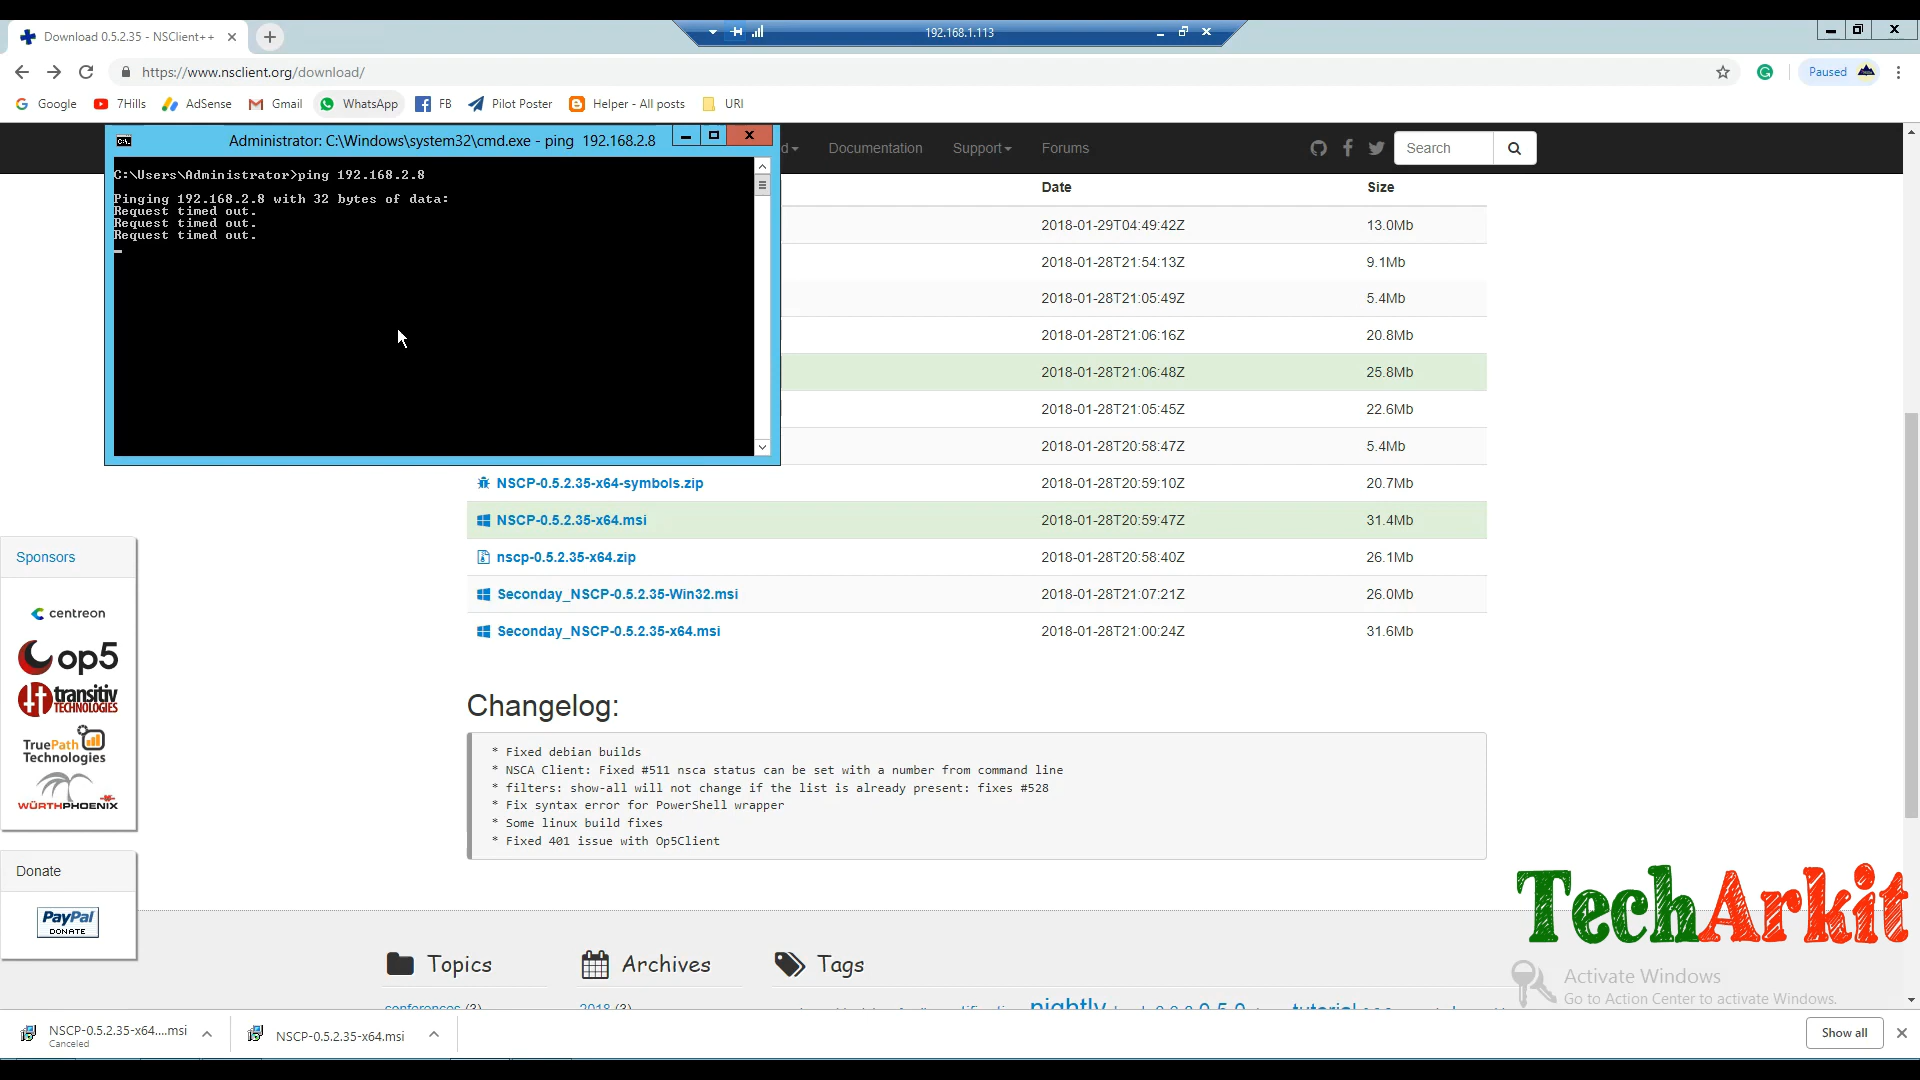 Download 0.5.2.35 - NSClient++
192.168.1.113
https://www.nsclient.org/download/
Paused
Google
7Hills
AdSense
Gmail
WhatsApp
FB
Pilot Poster
Helper - All posts
URI
Administrator: C:\Windows\system32\cmd.exe - ping 192.168.2.8
C:\Users\Administrator>ping 192.168.2.8
Pinging 192.168.2.8 with 32 bytes of data:
Request timed out.
Request timed out.
Request timed out.
d
Documentation
Support
Forums
Search
Date Size
2018-01-29T04:49:42Z 13.0Mb
2018-01-28T21:54:13Z 9.1Mb
2018-01-28T21:05:49Z 5.4Mb
2018-01-28T21:06:16Z 20.8Mb
2018-01-28T21:06:48Z 25.8Mb
2018-01-28T21:05:45Z 22.6Mb
2018-01-28T20:58:47Z 5.4Mb
NSCP-0.5.2.35-x64-symbols.zip 2018-01-28T20:59:10Z 20.7Mb
NSCP-0.5.2.35-x64.msi 2018-01-28T20:59:47Z 31.4Mb
nscp-0.5.2.35-x64.zip 2018-01-28T20:58:40Z 26.1Mb
Seconday_NSCP-0.5.2.35-Win32.msi 2018-01-28T21:07:21Z 26.0Mb
Seconday_NSCP-0.5.2.35-x64.msi 2018-01-28T21:00:24Z 31.6Mb
Sponsors
centreon
op5
transitiv
TECHNOLOGIES
TruePath
Technologies
WÜRTHPHOENIX
Donate
PayPal
DONATE
Changelog:
* Fixed debian builds
* NSCA Client: Fixed #511 nsca status can be set with a number from command line
* filters: show-all will not change if the list is already present: fixes #528
* Fix syntax error for PowerShell wrapper
* Some linux build fixes
* Fixed 401 issue with Op5Client
TechArkit
Topics
Archives
Tags
conferences (3)
2018 (3)
nightly
0.5.0
tutorial
Activate Windows
Go to Action Center to activate Windows.
NSCP-0.5.2.35-x64....msi
Canceled
NSCP-0.5.2.35-x64.msi
Show all